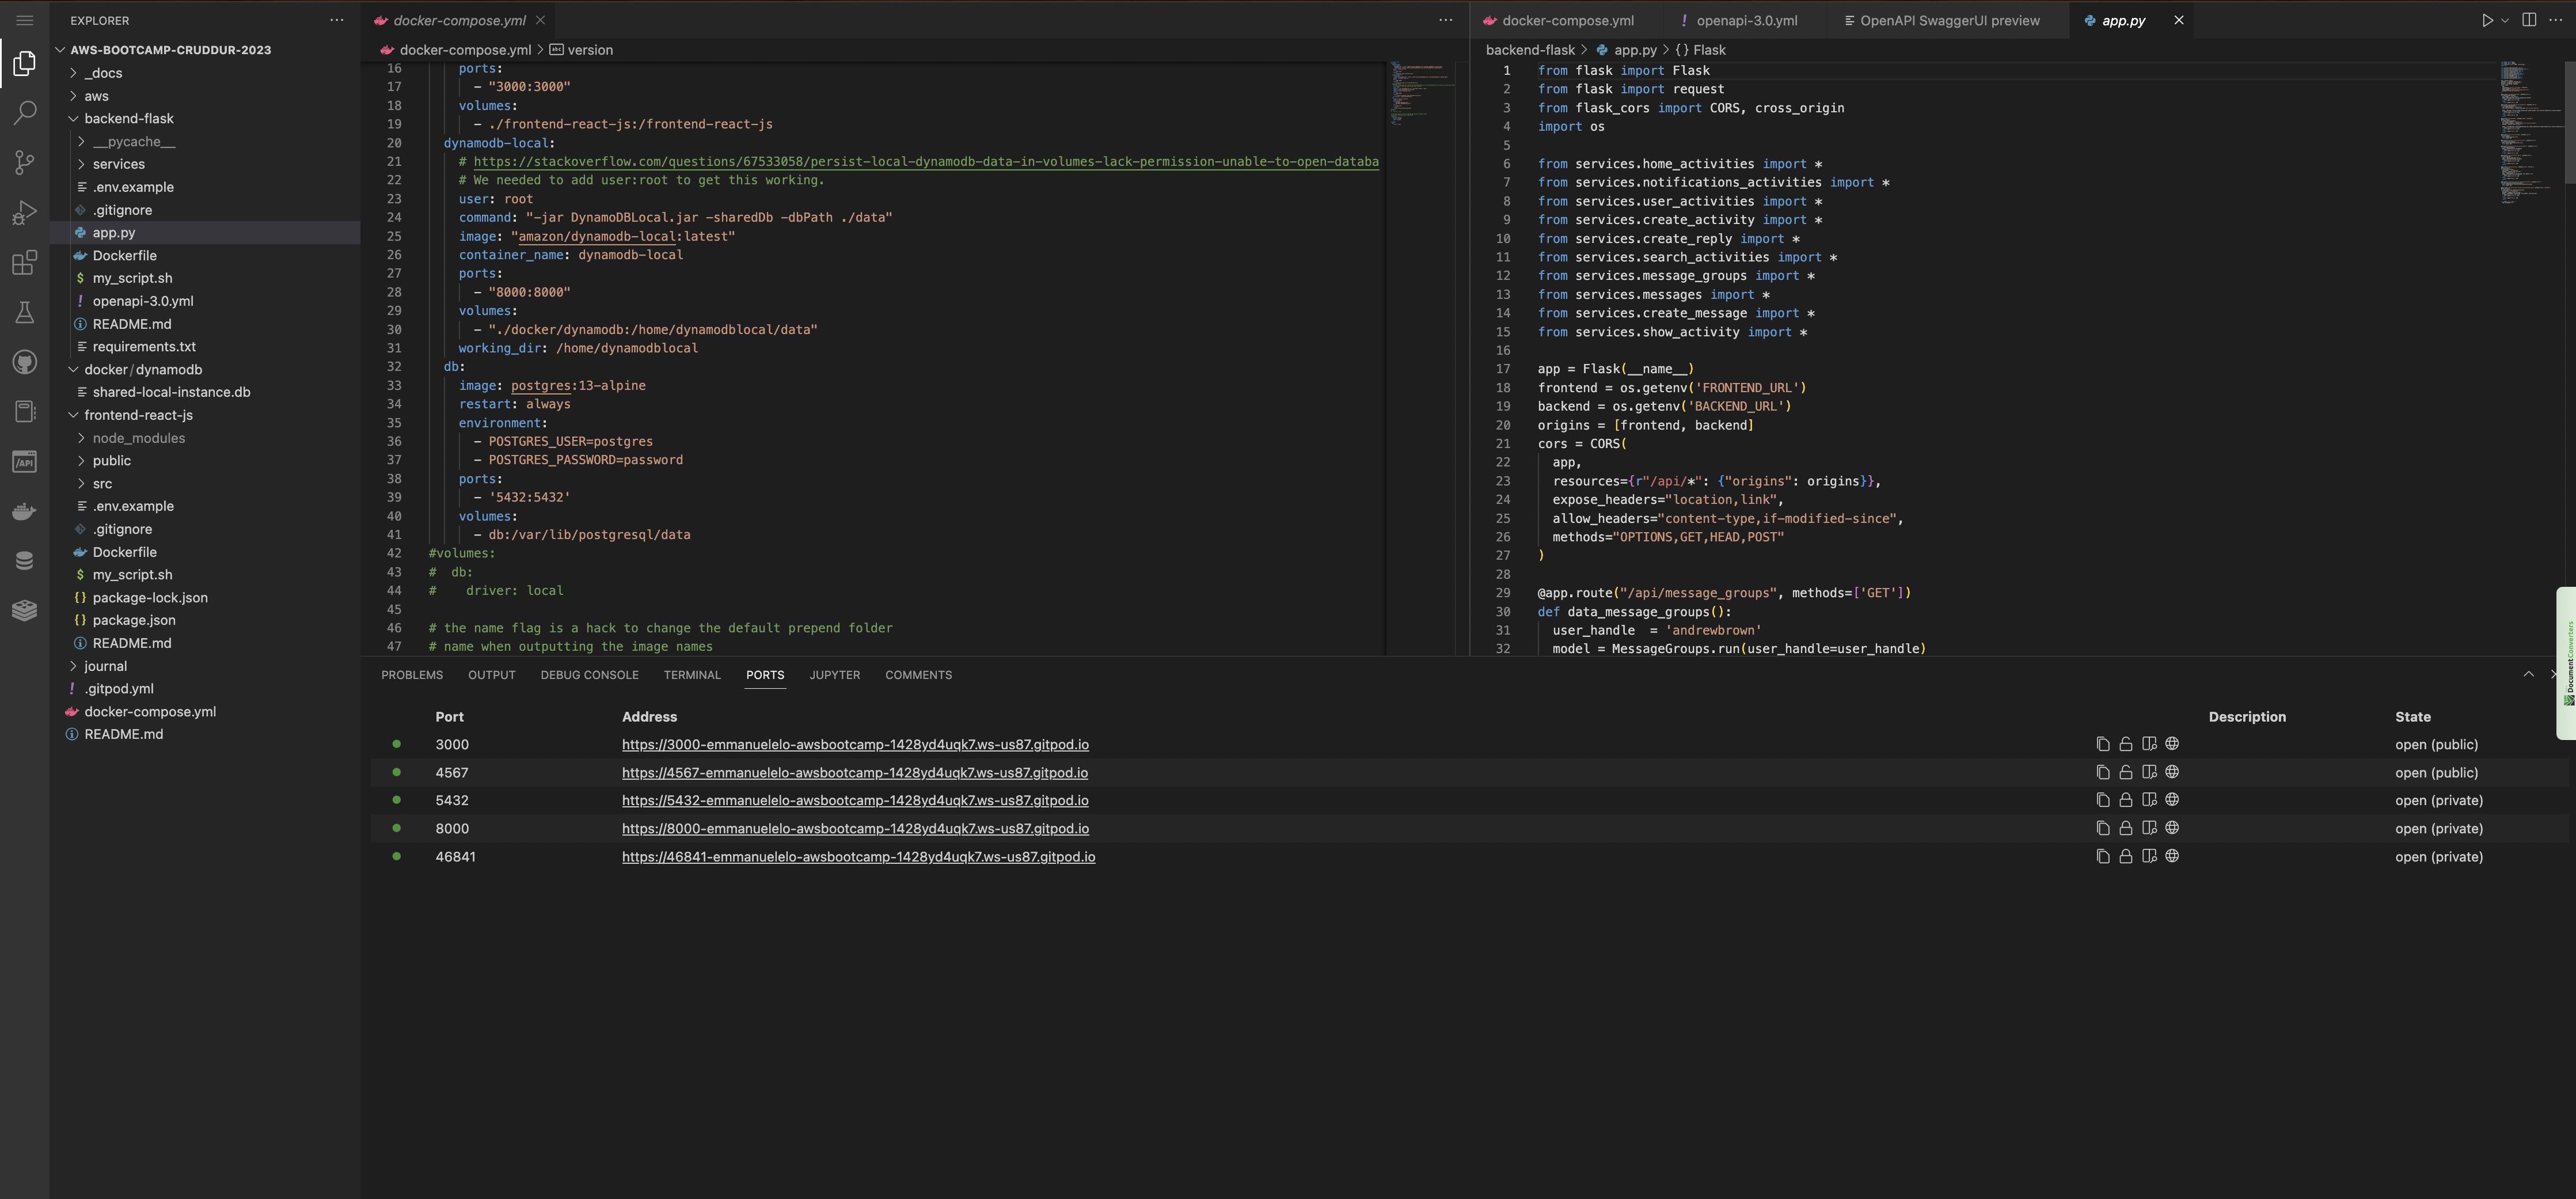 EXPLORER
AWS-BOOTCAMP-CRUDDUR-2023
_docs
aws
backend-flask
__pycache__
services
.env.example
.gitignore
app.py
Dockerfile
my_script.sh
openapi-3.0.yml
README.md
requirements.txt
docker/dynamodb
shared-local-instance.db
frontend-react-js
node_modules
public
src
.env.example
.gitignore
Dockerfile
my_script.sh
package-lock.json
package.json
README.md
journal
.gitpod.yml
docker-compose.yml
README.md
docker-compose.yml
docker-compose.yml > version
16 ports:
17 - "3000:3000"
18 volumes:
19 - ./frontend-react-js:/frontend-react-js
20 dynamodb-local:
21 # https://stackoverflow.com/questions/67533058/persist-local-dynamodb-data-in-volumes-lack-permission-unable-to-open-databa
22 # We needed to add user:root to get this working.
23 user: root
24 command: "-jar DynamoDBLocal.jar -sharedDb -dbPath ./data"
25 image: "amazon/dynamodb-local:latest"
26 container_name: dynamodb-local
27 ports:
28 - "8000:8000"
29 volumes:
30 - "./docker/dynamodb:/home/dynamodblocal/data"
31 working_dir: /home/dynamodblocal
32 db:
33 image: postgres:13-alpine
34 restart: always
35 environment:
36 - POSTGRES_USER=postgres
37 - POSTGRES_PASSWORD=password
38 ports:
39 - '5432:5432'
40 volumes:
41 - db:/var/lib/postgresql/data
42 #volumes:
43 #  db:
44 #    driver: local
45
46 # the name flag is a hack to change the default prepend folder
47 # name when outputting the image names
docker-compose.yml openapi-3.0.yml OpenAPI SwaggerUI preview app.py
backend-flask > app.py > {} Flask
1 from flask import Flask
2 from flask import request
3 from flask_cors import CORS, cross_origin
4 import os
5
6 from services.home_activities import *
7 from services.notifications_activities import *
8 from services.user_activities import *
9 from services.create_activity import *
10 from services.create_reply import *
11 from services.search_activities import *
12 from services.message_groups import *
13 from services.messages import *
14 from services.create_message import *
15 from services.show_activity import *
16
17 app = Flask(__name__)
18 frontend = os.getenv('FRONTEND_URL')
19 backend = os.getenv('BACKEND_URL')
20 origins = [frontend, backend]
21 cors = CORS(
22 app,
23 resources={r"/api/*": {"origins": origins}},
24 expose_headers="location,link",
25 allow_headers="content-type,if-modified-since",
26 methods="OPTIONS,GET,HEAD,POST"
27 )
28
29 @app.route("/api/message_groups", methods=['GET'])
30 def data_message_groups():
31 user_handle  = 'andrewbrown'
32 model = MessageGroups.run(user_handle=user_handle)
PROBLEMS OUTPUT DEBUG CONSOLE TERMINAL PORTS JUPYTER COMMENTS
Port Address Description State
3000 https://3000-emmanuelelo-awsbootcamp-1428yd4uqk7.ws-us87.gitpod.io open (public)
4567 https://4567-emmanuelelo-awsbootcamp-1428yd4uqk7.ws-us87.gitpod.io open (public)
5432 https://5432-emmanuelelo-awsbootcamp-1428yd4uqk7.ws-us87.gitpod.io open (private)
8000 https://8000-emmanuelelo-awsbootcamp-1428yd4uqk7.ws-us87.gitpod.io open (private)
46841 https://46841-emmanuelelo-awsbootcamp-1428yd4uqk7.ws-us87.gitpod.io open (private)
/API
DocumentConverters